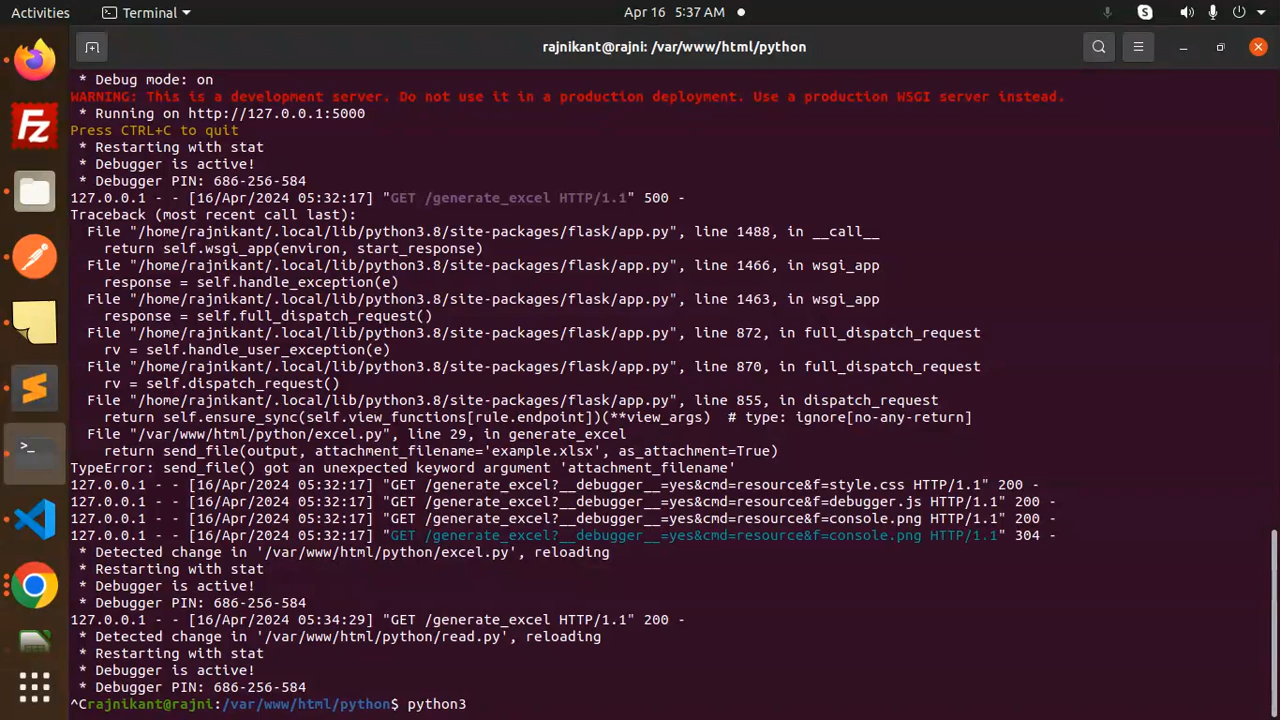 Activities
Terminal
Apr 16 5:37 AM
rajnikant@rajni: /var/www/html/python
* Debug mode: on
WARNING: This is a development server. Do not use it in a production deployment. Use a production WSGI server instead.
* Running on http://127.0.0.1:5000
Press CTRL+C to quit
* Restarting with stat
* Debugger is active!
* Debugger PIN: 686-256-584
127.0.0.1 - - [16/Apr/2024 05:32:17] "GET /generate_excel HTTP/1.1" 500 -
Traceback (most recent call last):
File "/home/rajnikant/.local/lib/python3.8/site-packages/flask/app.py", line 1488, in __call__
return self.wsgi_app(environ, start_response)
File "/home/rajnikant/.local/lib/python3.8/site-packages/flask/app.py", line 1466, in wsgi_app
response = self.handle_exception(e)
File "/home/rajnikant/.local/lib/python3.8/site-packages/flask/app.py", line 1463, in wsgi_app
response = self.full_dispatch_request()
File "/home/rajnikant/.local/lib/python3.8/site-packages/flask/app.py", line 872, in full_dispatch_request
rv = self.handle_user_exception(e)
File "/home/rajnikant/.local/lib/python3.8/site-packages/flask/app.py", line 870, in full_dispatch_request
rv = self.dispatch_request()
File "/home/rajnikant/.local/lib/python3.8/site-packages/flask/app.py", line 855, in dispatch_request
return self.ensure_sync(self.view_functions[rule.endpoint])(**view_args)  # type: ignore[no-any-return]
File "/var/www/html/python/excel.py", line 29, in generate_excel
return send_file(output, attachment_filename='example.xlsx', as_attachment=True)
TypeError: send_file() got an unexpected keyword argument 'attachment_filename'
127.0.0.1 - - [16/Apr/2024 05:32:17] "GET /generate_excel?__debugger__=yes&cmd=resource&f=style.css HTTP/1.1" 200 -
127.0.0.1 - - [16/Apr/2024 05:32:17] "GET /generate_excel?__debugger__=yes&cmd=resource&f=debugger.js HTTP/1.1" 200 -
127.0.0.1 - - [16/Apr/2024 05:32:17] "GET /generate_excel?__debugger__=yes&cmd=resource&f=console.png HTTP/1.1" 200 -
127.0.0.1 - - [16/Apr/2024 05:32:17] "GET /generate_excel?__debugger__=yes&cmd=resource&f=console.png HTTP/1.1" 304 -
* Detected change in '/var/www/html/python/excel.py', reloading
* Restarting with stat
* Debugger is active!
* Debugger PIN: 686-256-584
127.0.0.1 - - [16/Apr/2024 05:34:29] "GET /generate_excel HTTP/1.1" 200 -
* Detected change in '/var/www/html/python/read.py', reloading
* Restarting with stat
* Debugger is active!
* Debugger PIN: 686-256-584
^Crajnikant@rajni:/var/www/html/python$ python3